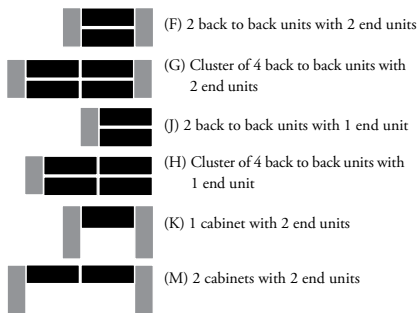 (F) 2 back to back units with 2 end units
(G) Cluster of 4 back to back units with
2 end units
(J) 2 back to back units with 1 end unit
(H) Cluster of 4 back to back units with
1 end unit
(K) 1 cabinet with 2 end units
(M) 2 cabinets with 2 end units